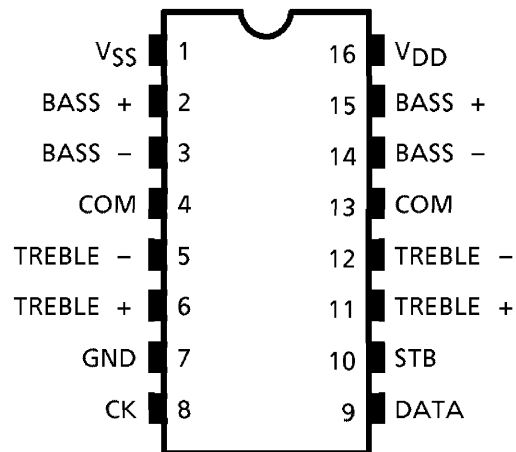 VSS 1 16 VDD
BASS + 2 15 BASS +
BASS − 3 14 BASS −
COM 4 13 COM
TREBLE − 5 12 TREBLE −
TREBLE + 6 11 TREBLE +
GND 7 10 STB
CK 8 9 DATA